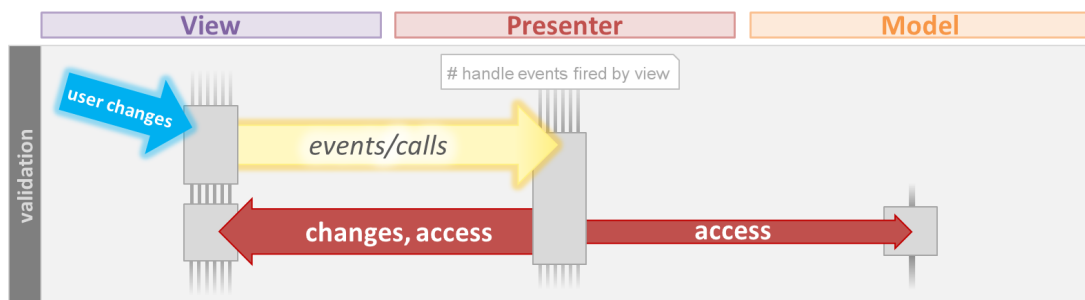 View
Presenter
Model
# handle events fired by view
user changes
events/calls
validation
changes, access
access